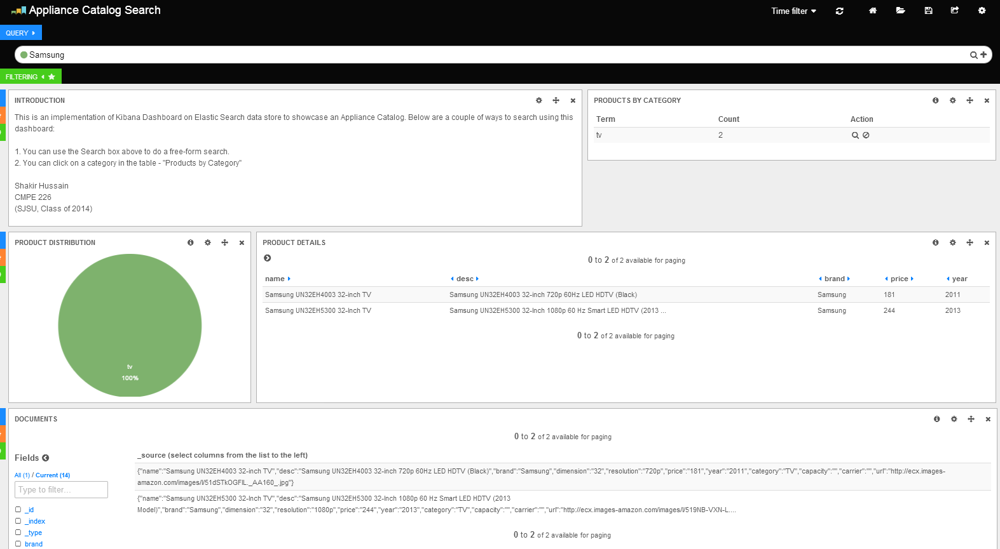 Appliance Catalog Search
Time filter
QUERY
Samsung
FILTERING
INTRODUCTION
This is an implementation of Kibana Dashboard on Elastic Search data store to showcase an Appliance Catalog. Below are a couple of ways to search using this
dashboard:
1. You can use the Search box above to do a free-form search.
2. You can click on a category in the table - "Products by Category"
Shakir Hussain
CMPE 226
(SJSU, Class of 2014)
PRODUCTS BY CATEGORY
Term Count Action
tv 2
PRODUCT DISTRIBUTION
tv
100%
PRODUCT DETAILS
0 to 2 of 2 available for paging
name desc brand price year
Samsung UN32EH4003 32-inch TV Samsung UN32EH4003 32-inch 720p 60Hz LED HDTV (Black) Samsung 181 2011
Samsung UN32EH5300 32-Inch TV Samsung UN32EH5300 32-Inch 1080p 60 Hz Smart LED HDTV (2013 ... Samsung 244 2013
0 to 2 of 2 available for paging
DOCUMENTS
0 to 2 of 2 available for paging
Fields
All (1) / Current (14)
Type to filter...
_id
_index
_type
brand
_source (select columns from the list to the left)
{"name":"Samsung UN32EH4003 32-inch TV","desc":"Samsung UN32EH4003 32-inch 720p 60Hz LED HDTV (Black)","brand":"Samsung","dimension":"32","resolution":"720p","price":"181","year":"2011","category":"TV","capacity":"","carrier":"","url":"http://ecx.images-
amazon.com/images/I/51dSTkOGFIL._AA160_.jpg"}
{"name":"Samsung UN32EH5300 32-Inch TV","desc":"Samsung UN32EH5300 32-Inch 1080p 60 Hz Smart LED HDTV (2013
Model)","brand":"Samsung","dimension":"32","resolution":"1080p","price":"244","year":"2013","category":"TV","capacity":"","carrier":"","url":"http://ecx.images-amazon.com/images/I/519NB-VXN-L....
0 to 2 of 2 available for paging